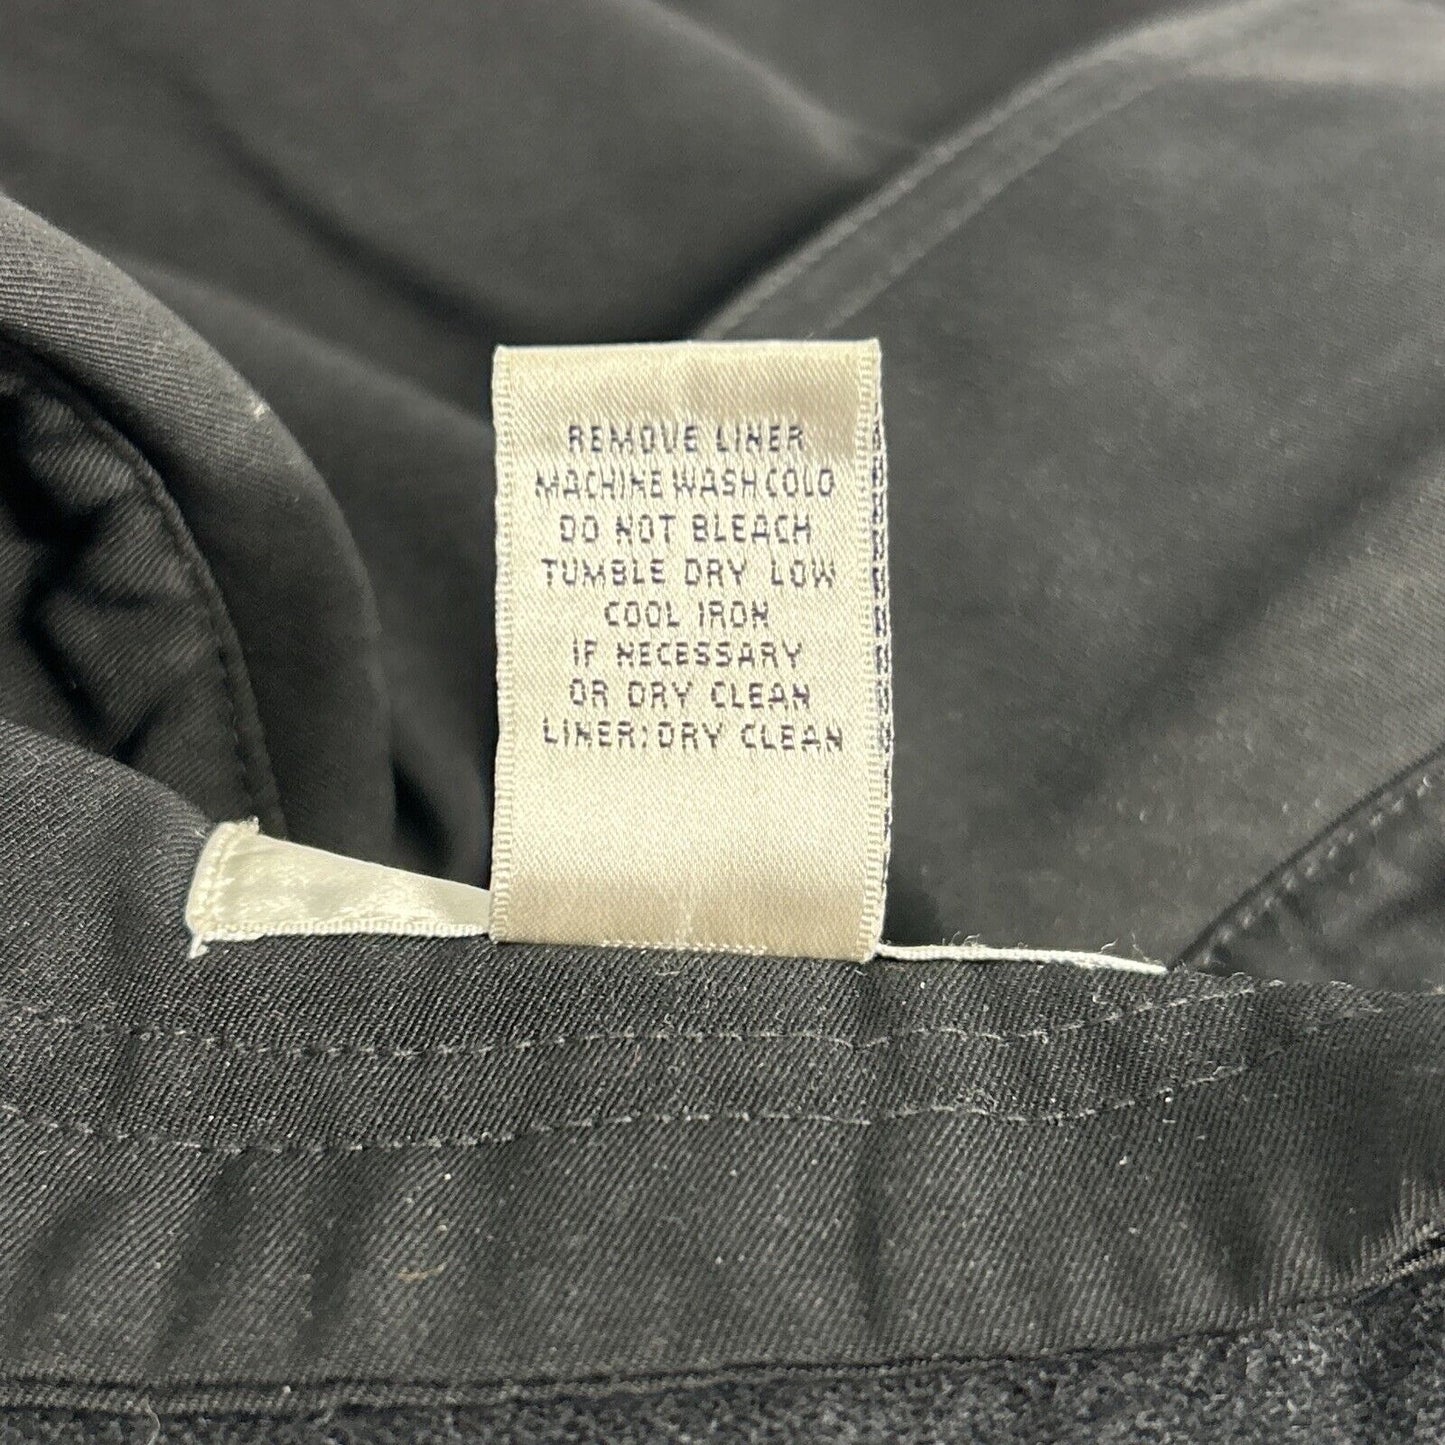 REMOVE LINER
MACHINE WASH COLD
DO NOT BLEACH
TUMBLE DRY LOW
COOL IRON
IF NECESSARY
OR DRY CLEAN
LINER: DRY CLEAN